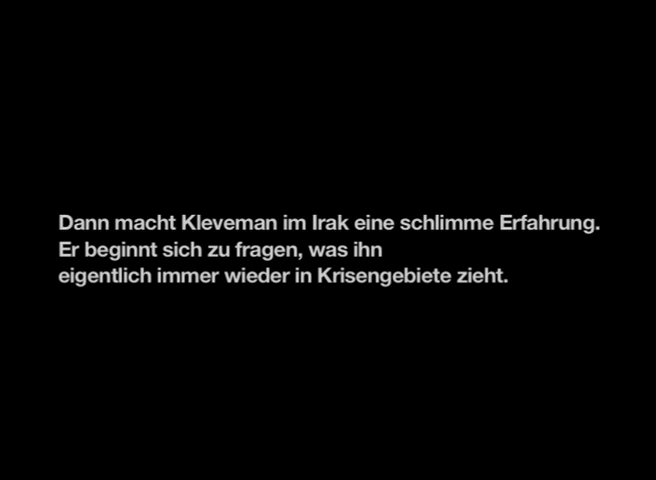 Dann macht Kleveman im Irak eine schlimme Erfahrung.
Er beginnt sich zu fragen, was ihn
eigentlich immer wieder in Krisengebiete zieht.